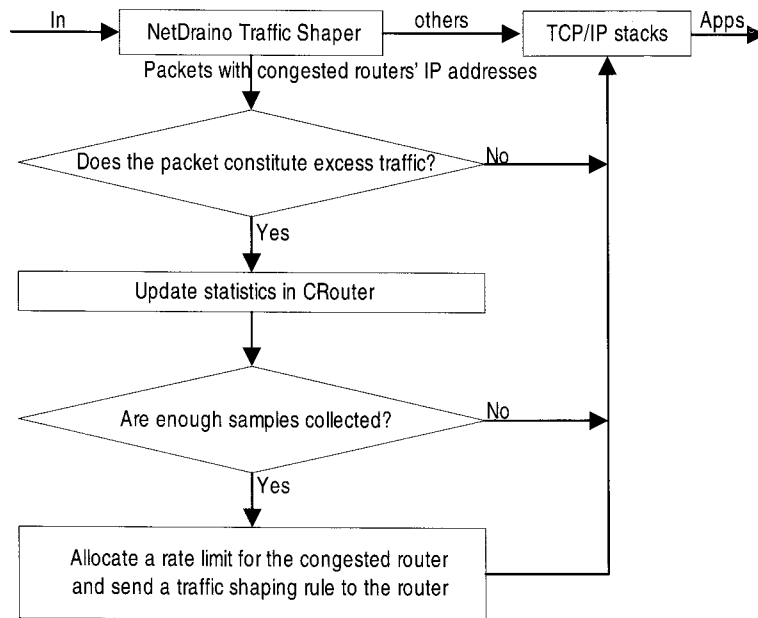 In
NetDraino Traffic Shaper
others
TCP/IP stacks
Apps
Packets with congested routers' IP addresses
Does the packet constitute excess traffic?
No
Yes
Update statistics in CRouter
Are enough samples collected?
No
Yes
Allocate a rate limit for the congested router
and send a traffic shaping rule to the router